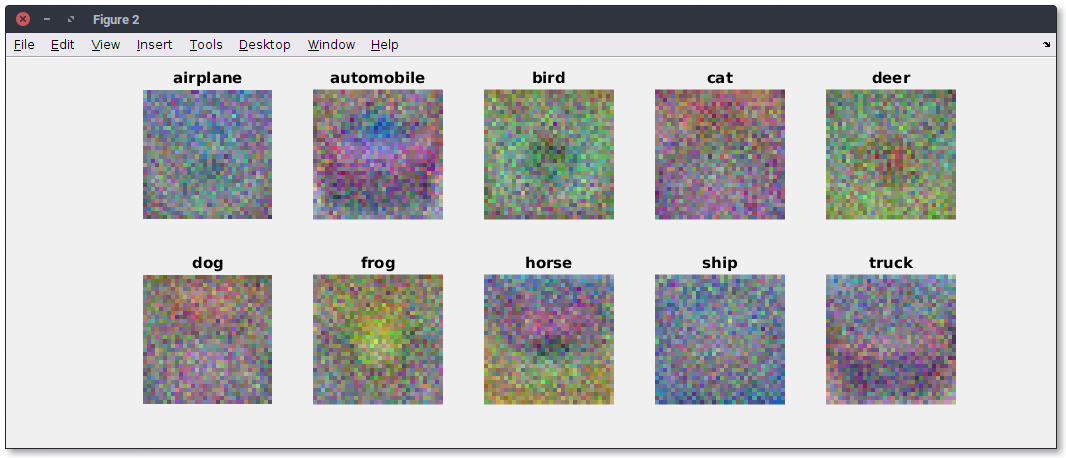 Figure 2
File Edit View Insert Tools Desktop Window Help
airplane automobile bird cat deer
dog frog horse ship truck